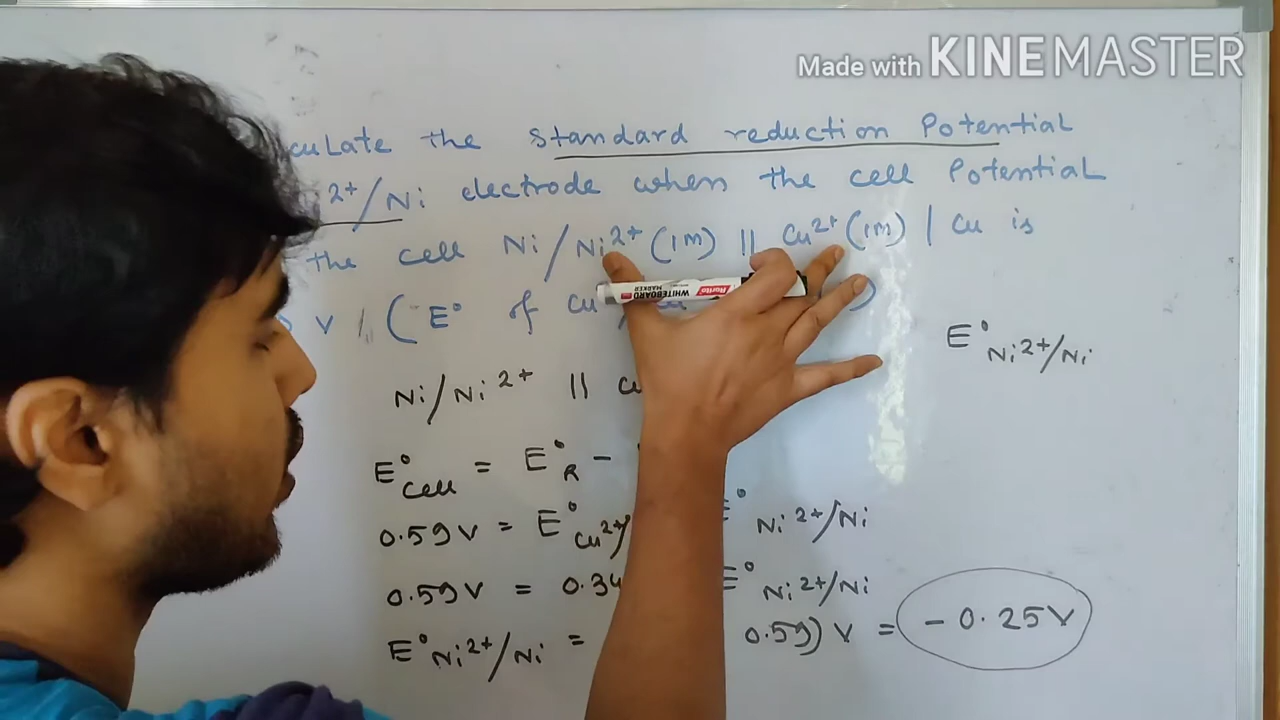 Made with KINEMASTER
culate the standard reduction Potential
2+/Ni electrode when the cell Potential
the cell Ni/Ni2+(1M) || Cu2+(1M) | Cu is
V (E° of Cu
WHITEBOARD MARKER
E°Ni2+/Ni
Ni/Ni2+ || Cu
E°cell = E°R -
0.59V = E°Cu2+/ E°Ni2+/Ni
0.59V = 0.34 E°Ni2+/Ni
E°Ni2+/Ni = 0.59) V = -0.25V